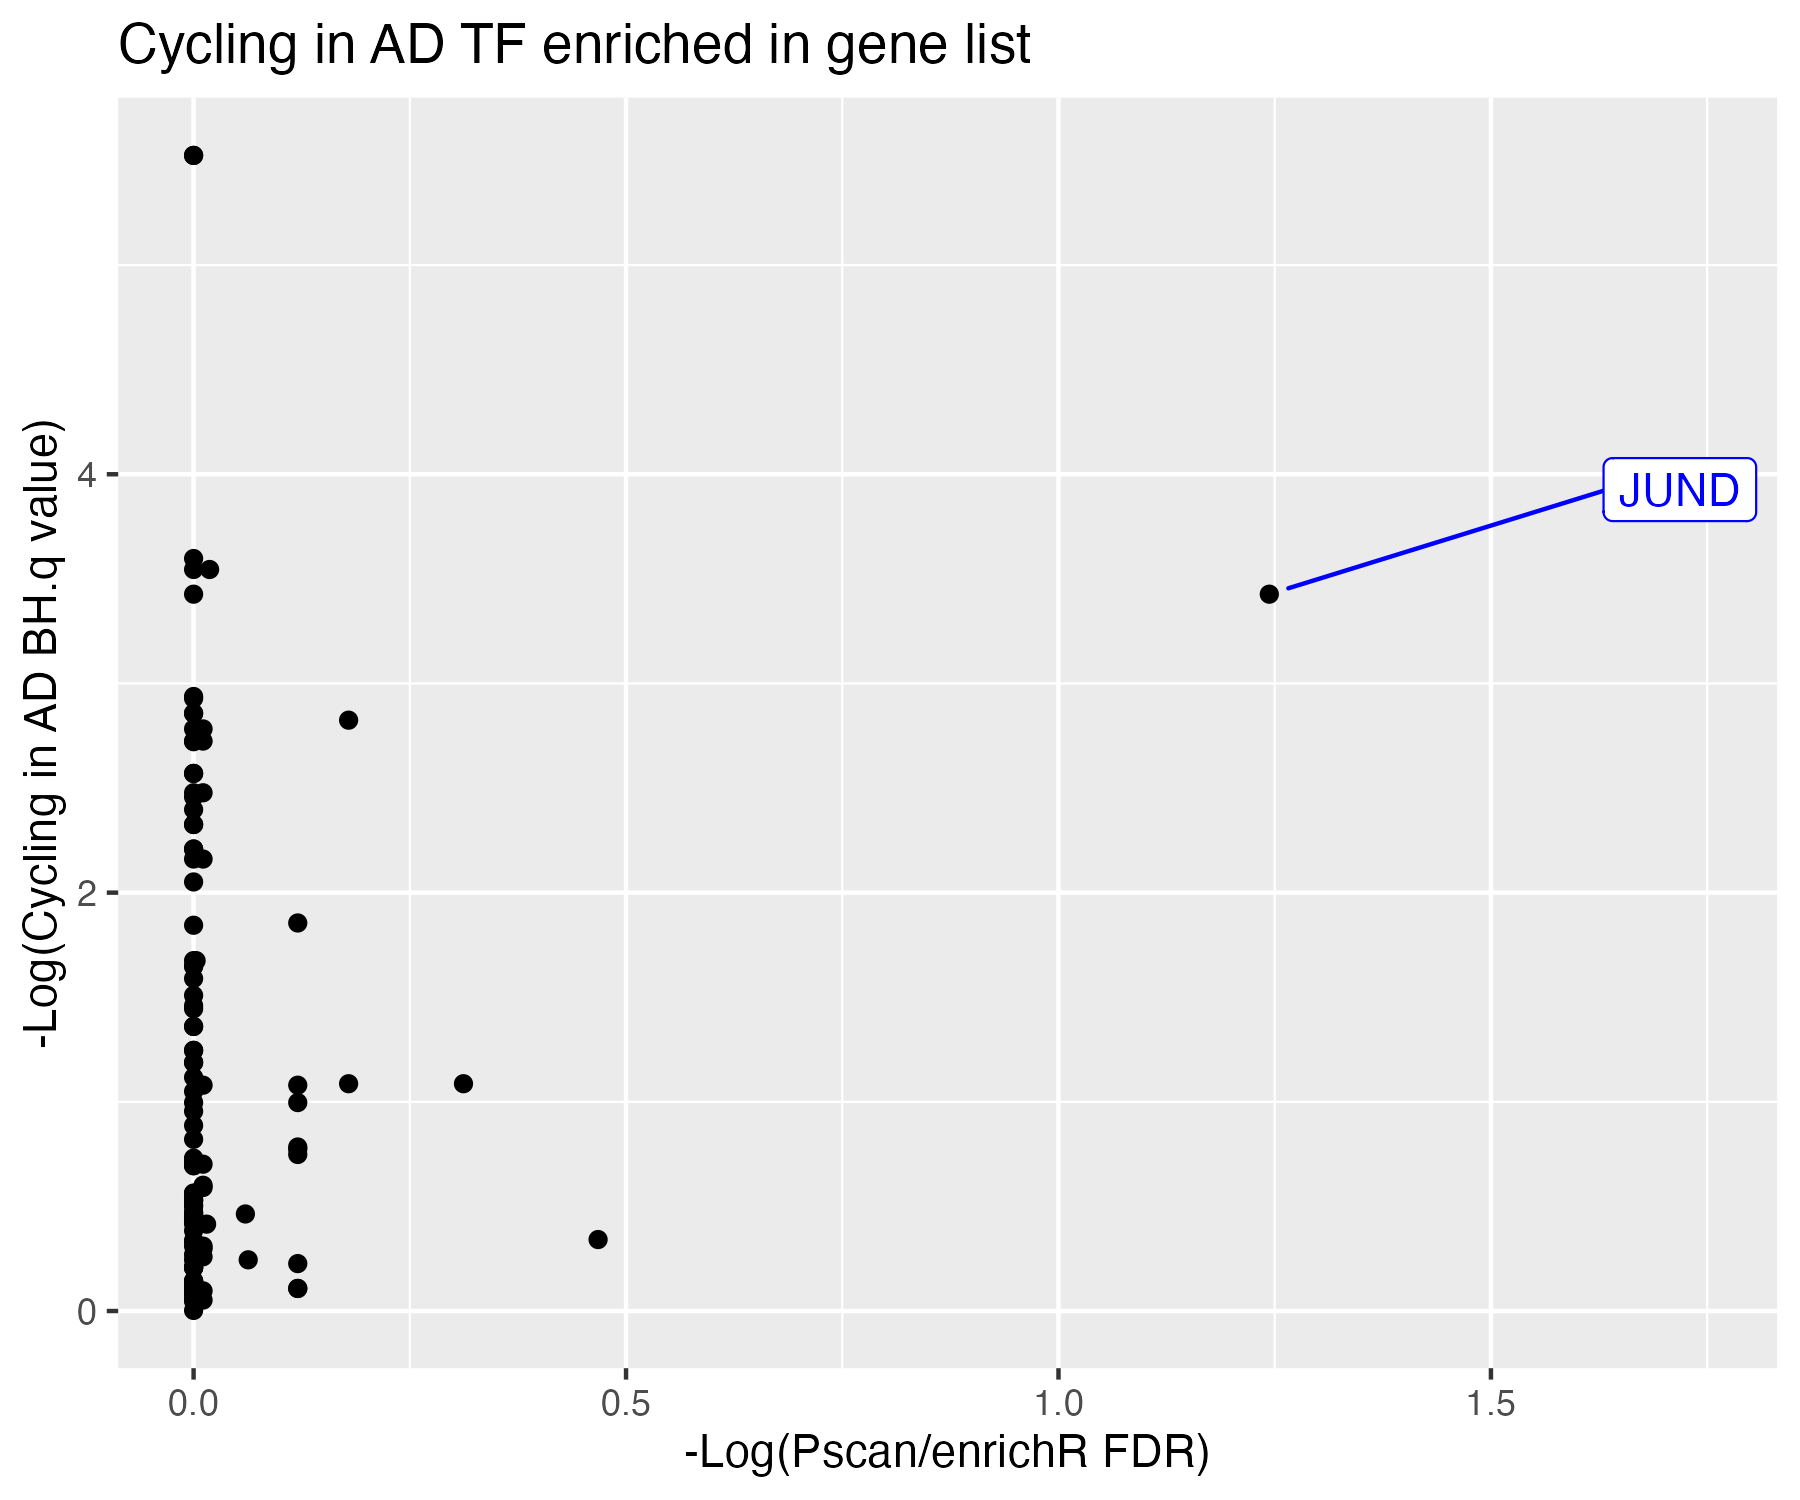 Cycling in AD TF enriched in gene list
-Log(Cycling in AD BH.q value)
4
2
0
JUND
0.0
0.5
1.0
1.5
-Log(Pscan/enrichR FDR)